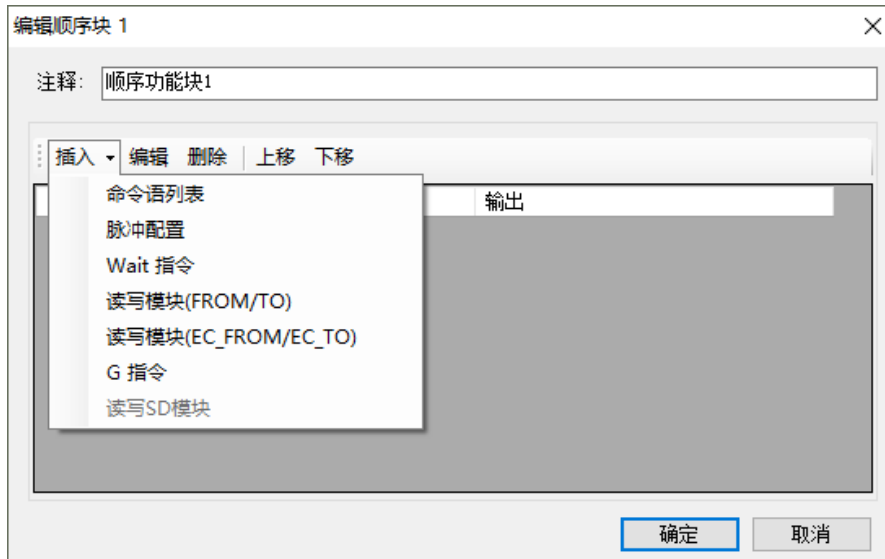 编辑顺序块 1
注释: 顺序功能块1
插入 编辑 删除 上移 下移
输出
命令语列表
脉冲配置
Wait 指令
读写模块(FROM/TO)
读写模块(EC_FROM/EC_TO)
G 指令
读写SD模块
确定 取消